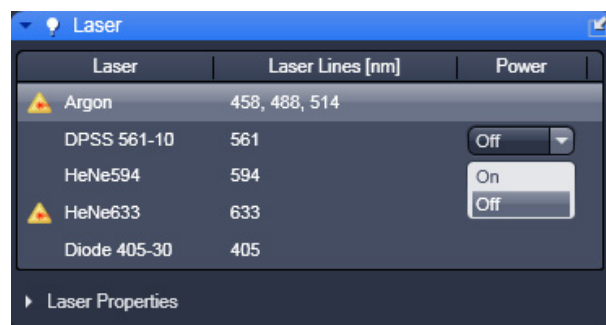 Laser
Laser Laser Lines [nm] Power
Argon 458, 488, 514
DPSS 561-10 561 Off
HeNe594 594 On
HeNe633 633 Off
Diode 405-30 405
Laser Properties